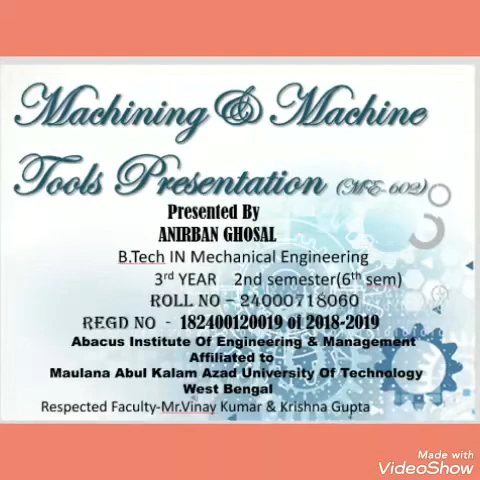 Machining & Machine
Tools Presentation (ME-602)
Presented By
ANIRBAN GHOSAL
B.Tech IN Mechanical Engineering
3rd YEAR 2nd semester(6th sem)
ROLL NO – 24000718060
REGD NO - 182400120019 of 2018-2019
Abacus Institute Of Engineering & Management
Affiliated to
Maulana Abul Kalam Azad University Of Technology
West Bengal
Respected Faculty-Mr.Vinay Kumar & Krishna Gupta
Made with
VideoShow